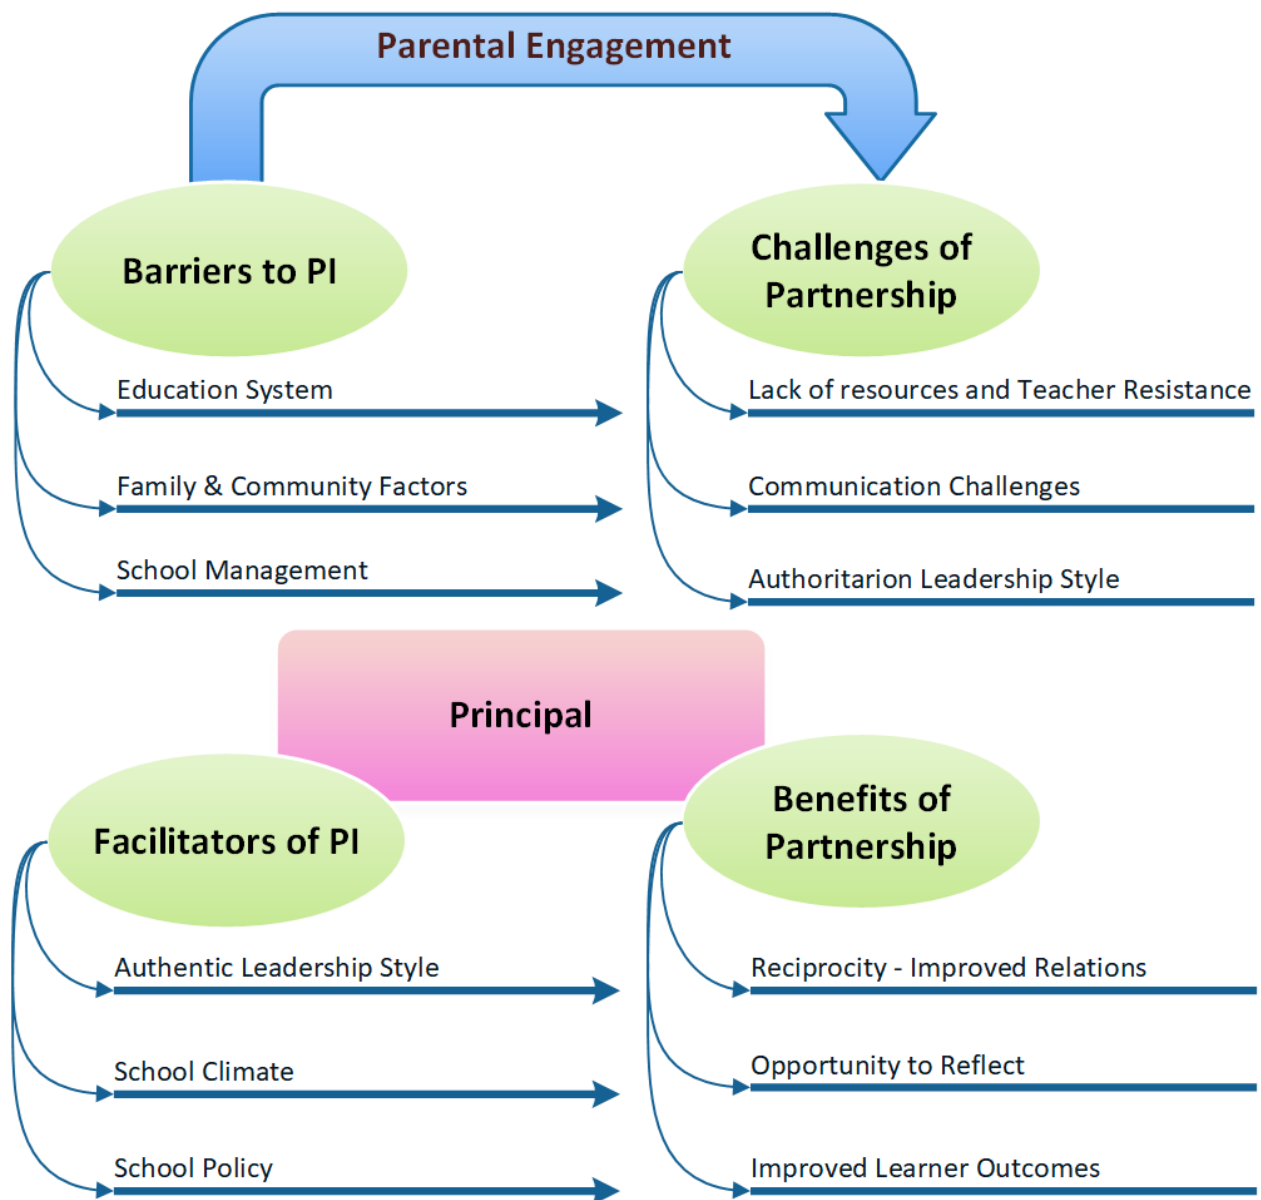 Parental Engagement
Barriers to PI
Education System
Family & Community Factors
School Management
Challenges of
Partnership
Lack of resources and Teacher Resistance
Communication Challenges
Authoritarion Leadership Style
Principal
Facilitators of PI
Authentic Leadership Style
School Climate
School Policy
Benefits of
Partnership
Reciprocity - Improved Relations
Opportunity to Reflect
Improved Learner Outcomes